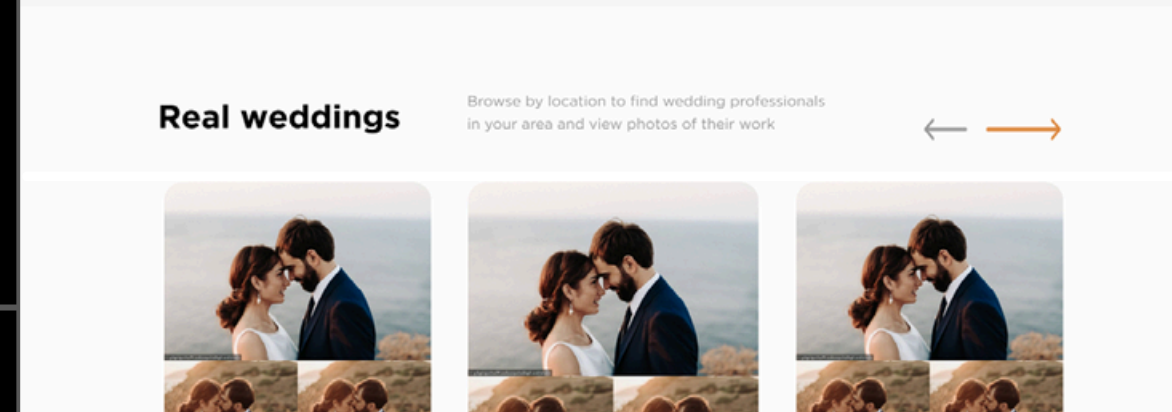 Real weddings
Browse by location to find wedding professionals
in your area and view photos of their work